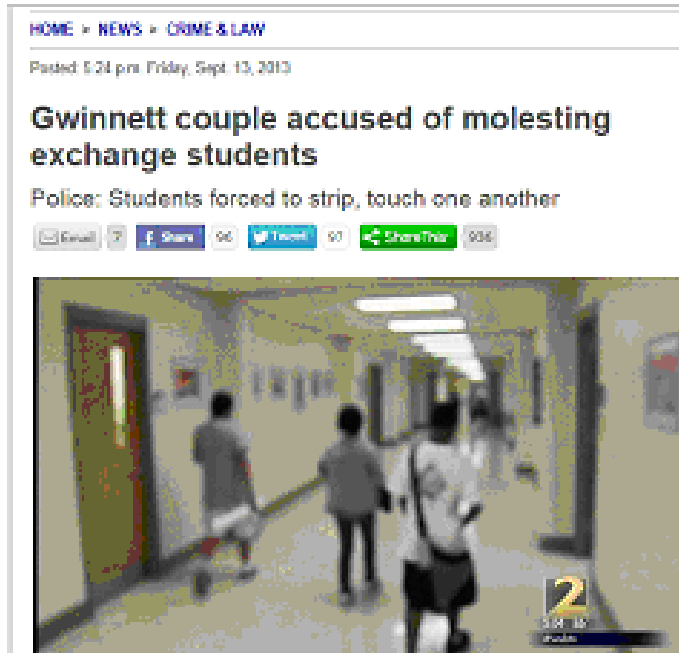 HOME > NEWS > CRIME & LAW
Posted: 5:24 p.m. Friday, Sept. 13, 2013
Gwinnett couple accused of molesting
exchange students
Police: Students forced to strip, touch one another
Email 7 Share 96 Tweet 97 ShareThis 936
2